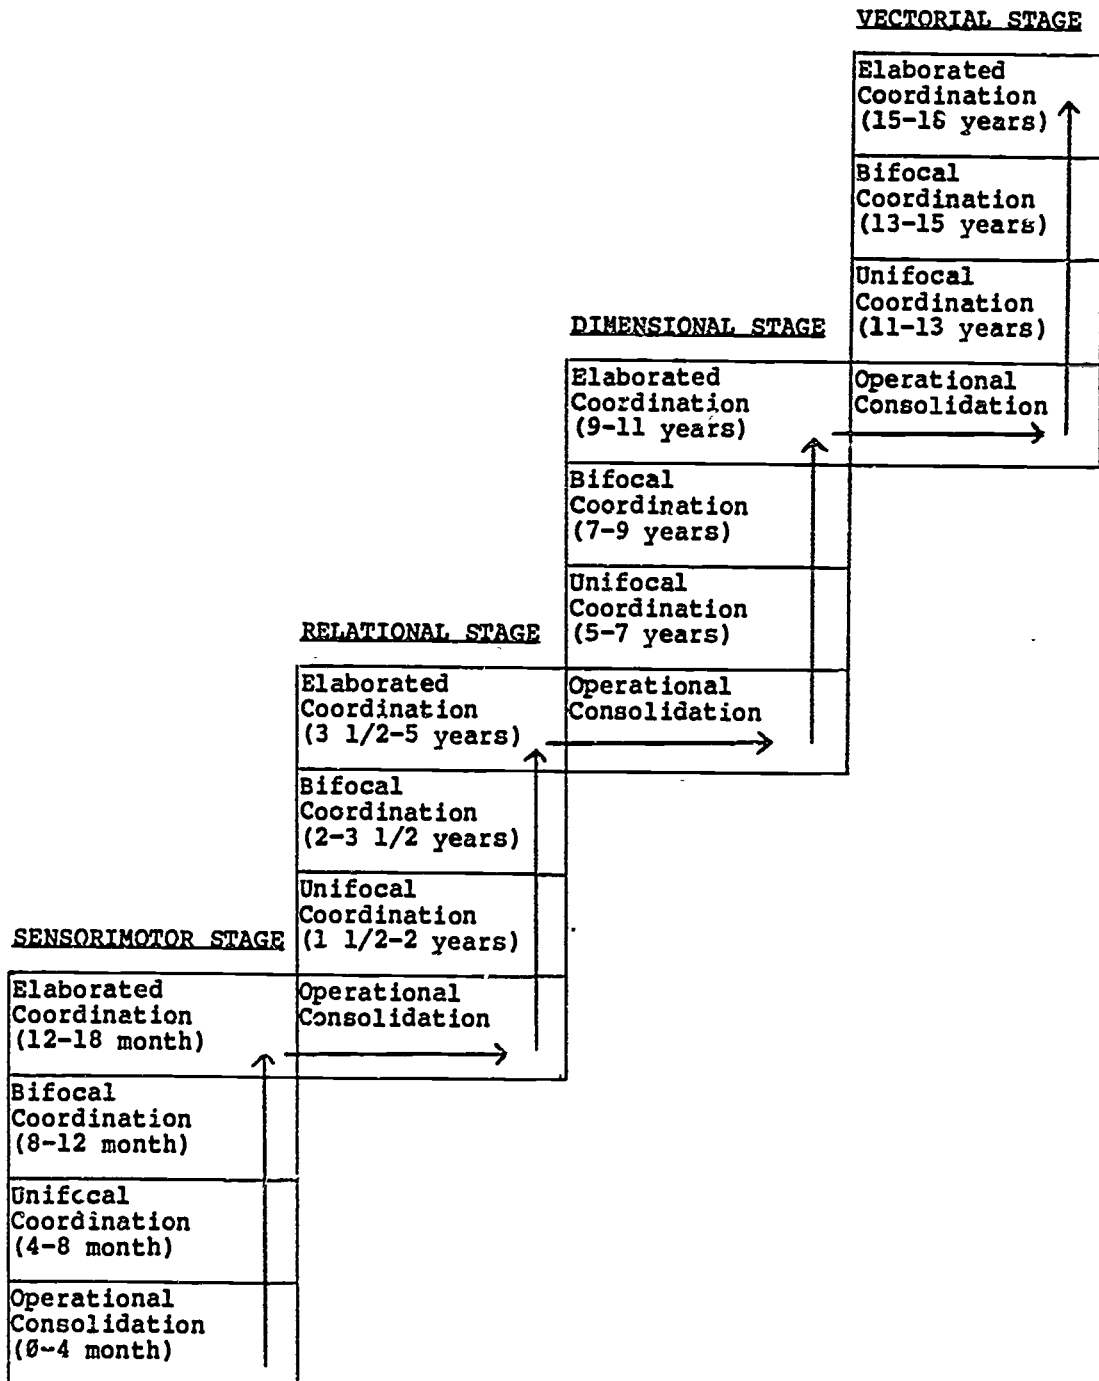 VECTORIAL STAGE
Elaborated
Coordination
years)
Bifocal
Coordination
(13-15 years)
Unifocal
Coordination
(11-13 years)
Operational
Consolidation
DIMENSIONAL STAGE
Elaborated
Coordination
(9-11 years)
Bifocal
Coordination
(7-9 years)
Unifocal
Coordination
(5-7 years)
Operational
Consolidation
RELATIONAL STAGE
Elaborated
Coordination
(3 1/2-5 years)
Bifocal
Coordination
(2-3 1/2 years)
Unifocal
Coordination
(1 1/2-2 years)
Operational
Consolidation
SENSORIMOTOR STAGE
Elaborated
Coordination
(12-18 month)
Bifocal
Coordination
(8-12 month)
Unifocal
Coordination
(4-8 month)
Operational
Consolidation
(0-4 month)